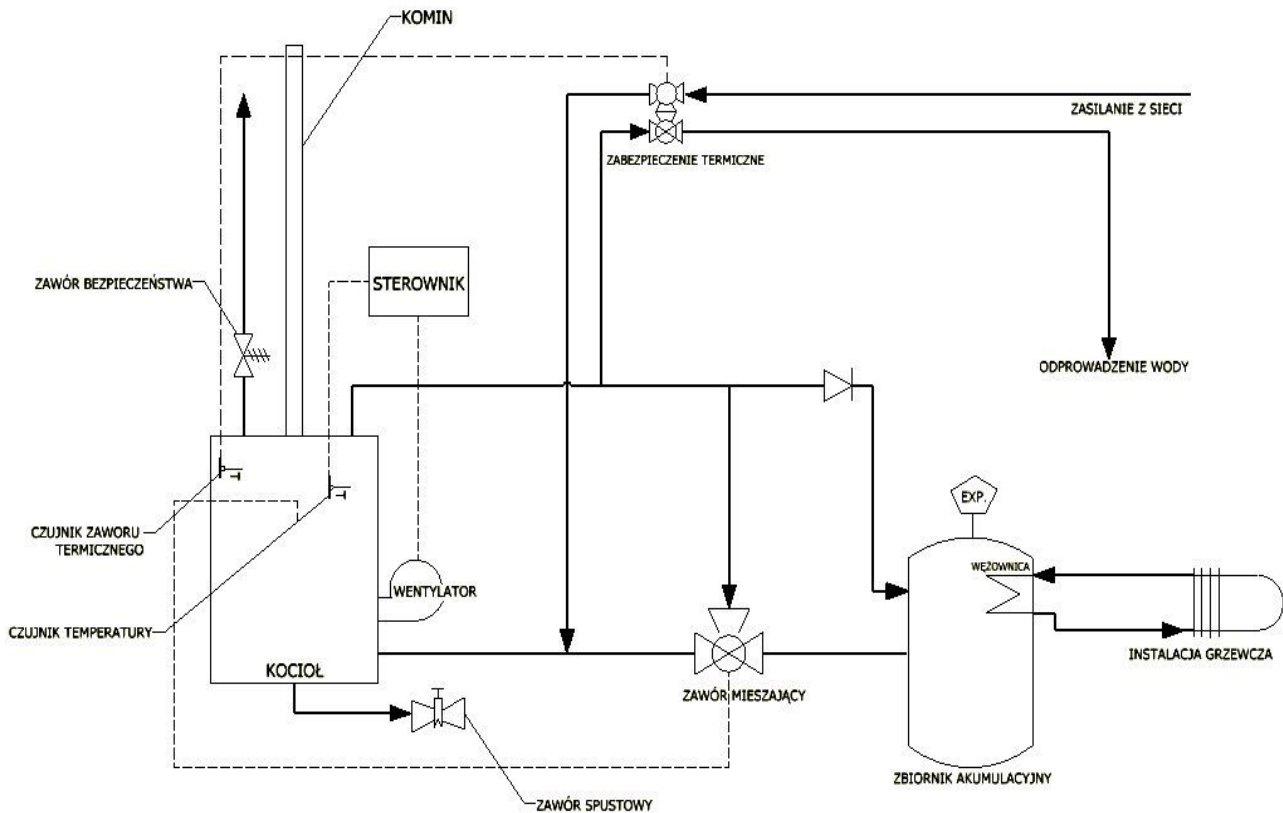 KOMIN
ZASILANIE Z SIECI
ZABEZPIECZENIE TERMICZNE
ZAWÓR BEZPIECZEŃSTWA
STEROWNIK
ODPROWADZENIE WODY
T
T
EXP.
CZUJNIK ZAWORU
TERMICZNEGO
WĘŻOWNICA
WENTYLATOR
CZUJNIK TEMPERATURY
INSTALACJA GRZEWCZA
KOCIOŁ
ZAWÓR MIESZAJĄCY
ZBIORNIK AKUMULACYJNY
ZAWÓR SPUSTOWY